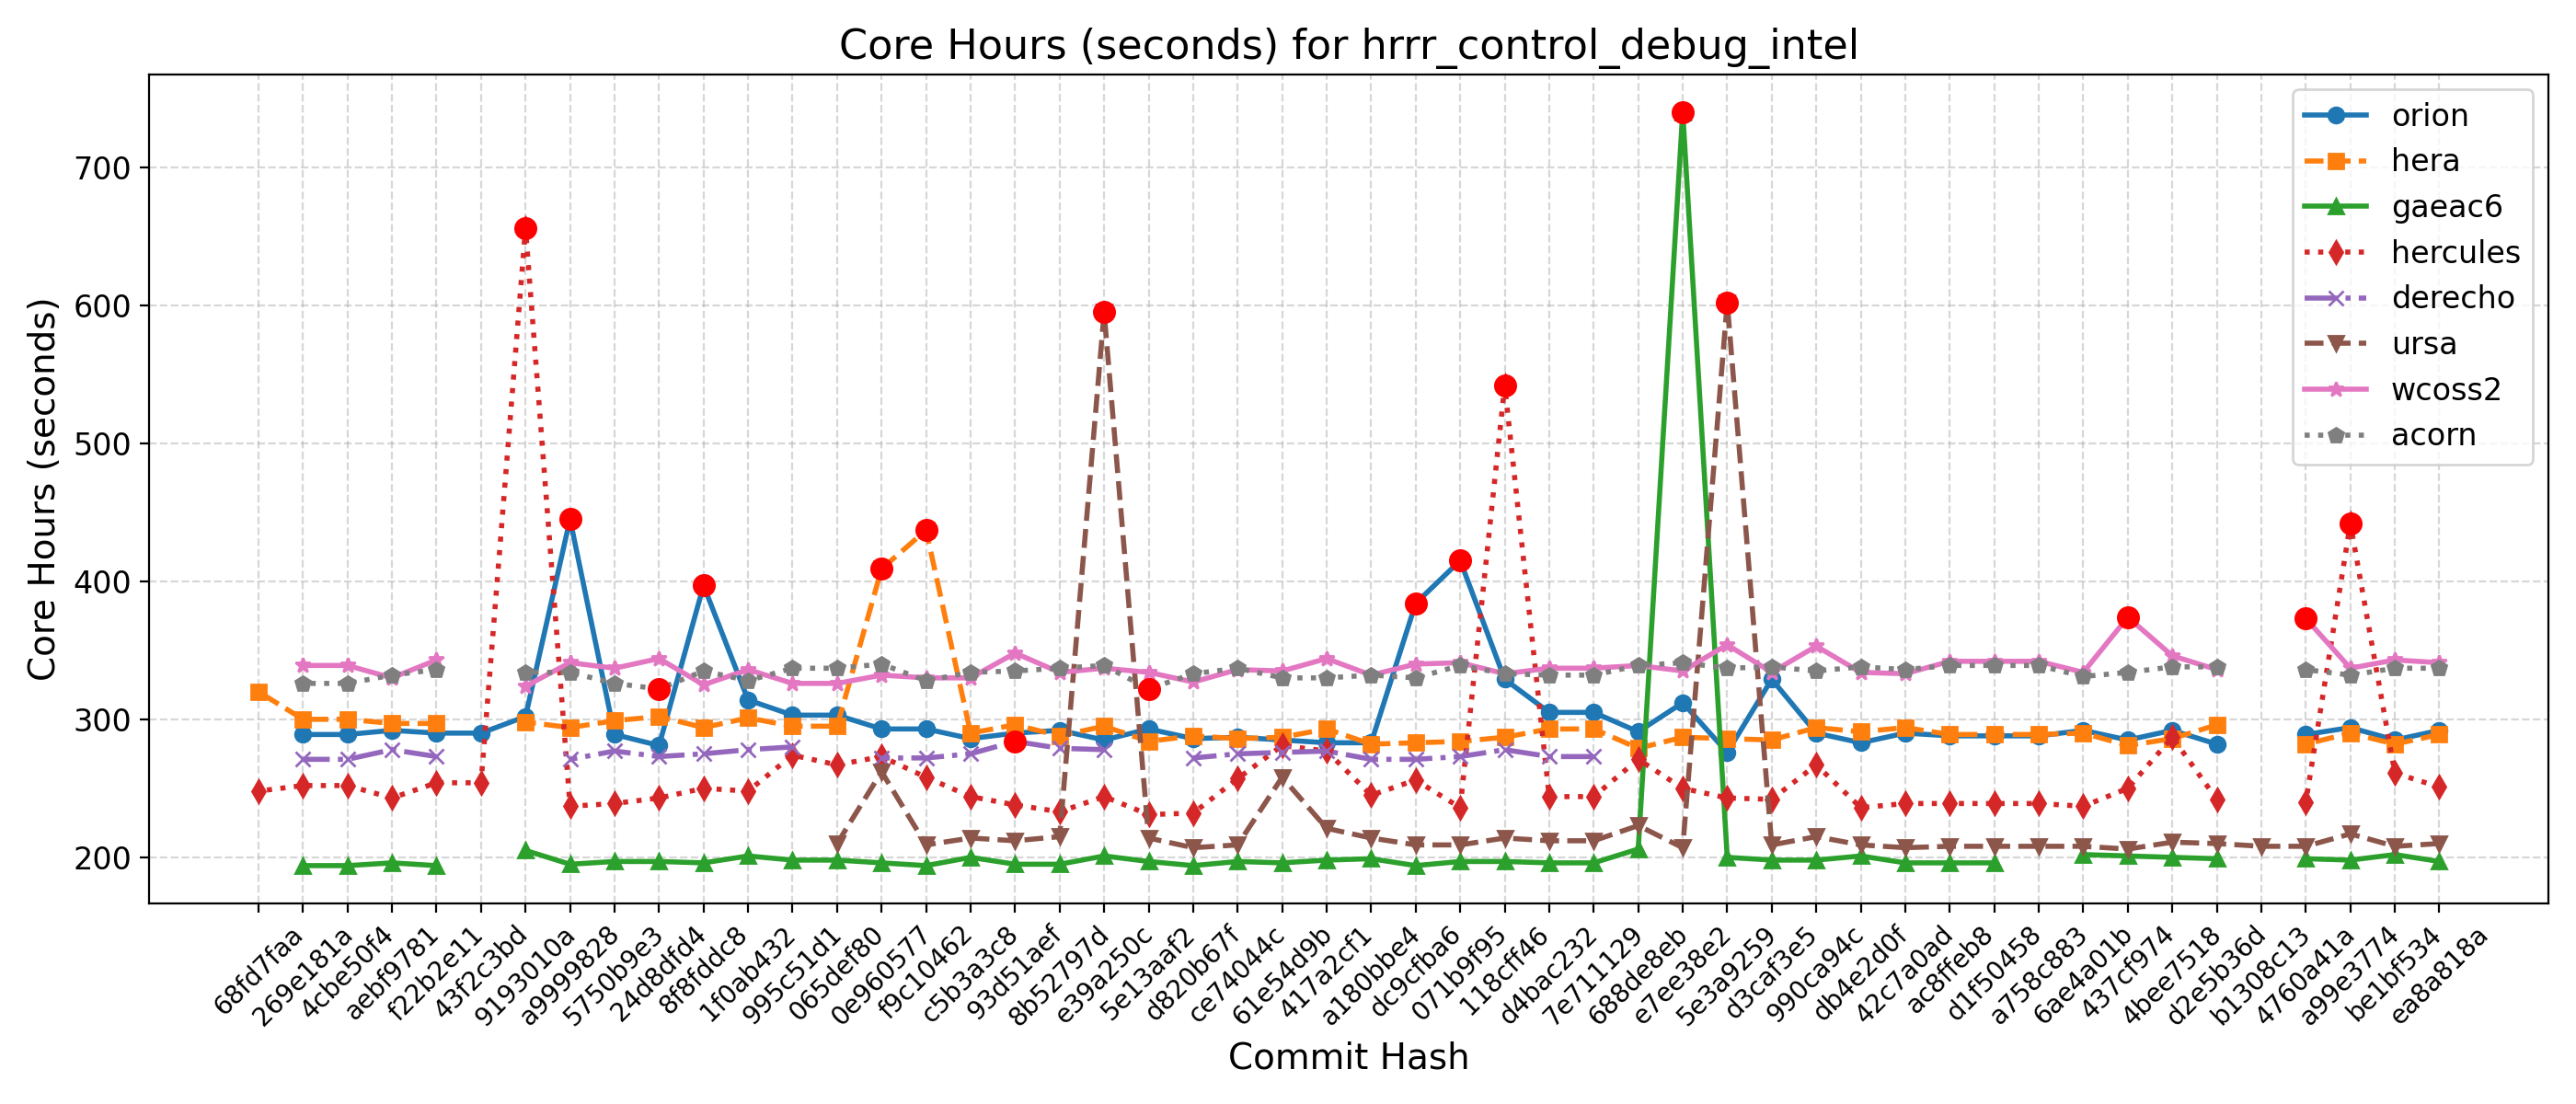 Core Hours (seconds) for hrrr_control_debug_intel
Core Hours (seconds)
700
600
500
400
300
200
orion
hera
gaeac6
hercules
derecho
ursa
wcoss2
acorn
68fd7faa
269e181a
4cbe50f4
aebf9781
f22b2e11
43f2c3bd
9193010a
a9999828
5750b9e3
24d8dfd4
8f8fddc8
1f0ab432
995c51d1
065def80
0e960577
f9c10462
c5b3a3c8
93d51aef
8b52797d
e39a250c
5e13aaf2
d820b67f
ce74044c
61e54d9b
417a2cf1
a180bbe4
dc9cfba6
071b9f95
118cff46
d4bac232
7e711129
688de8eb
e7ee38e2
5e3a9259
d3caf3e5
990ca94c
db4e2d0f
42c7a0ad
ac8ffeb8
d1f50458
a758c883
6ae4a01b
437cf974
4bee7518
d2e5b36d
b1308c13
4760a41a
a99e3774
be1bf534
ea8a818a
Commit Hash